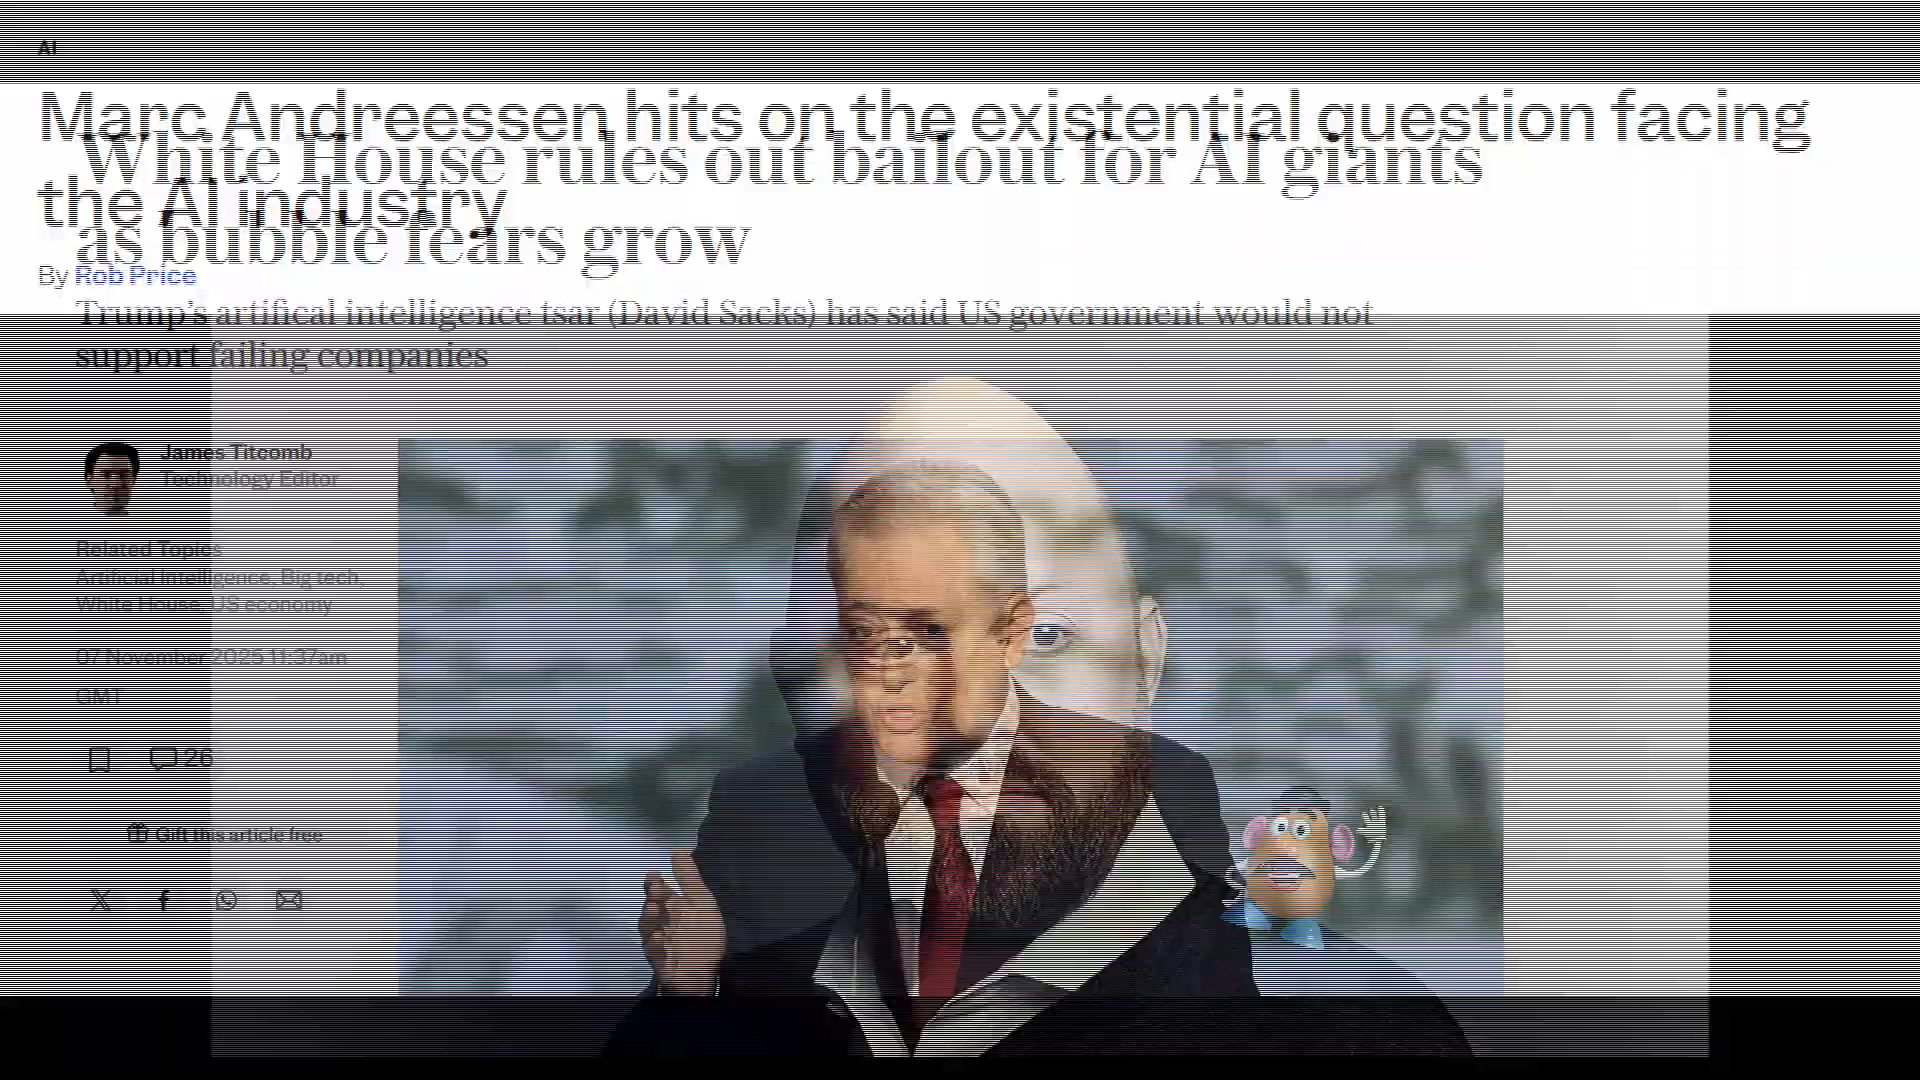 AI
Marc Andreessen hits on the existential question facing
the AI industry
By Rob Price
White House rules out bailout for AI giants
as bubble fears grow
Trump's artifical intelligence tsar (David Sacks) has said US government would not
support failing companies
James Titcomb
Technology Editor
Related Topics
Artificial Intelligence, Big tech,
White House, US economy
07 November 2025 11:37am
GMT
26
Gift this article free